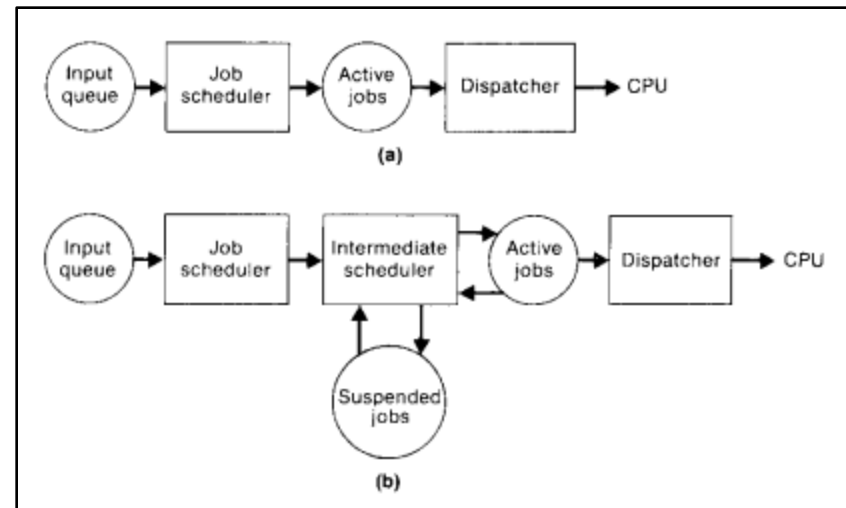 Input
queue
Job
scheduler
Active
jobs
Dispatcher
CPU
(a)
Input
queue
Job
scheduler
Intermediate
scheduler
Active
jobs
Dispatcher
CPU
Suspended
jobs
(b)